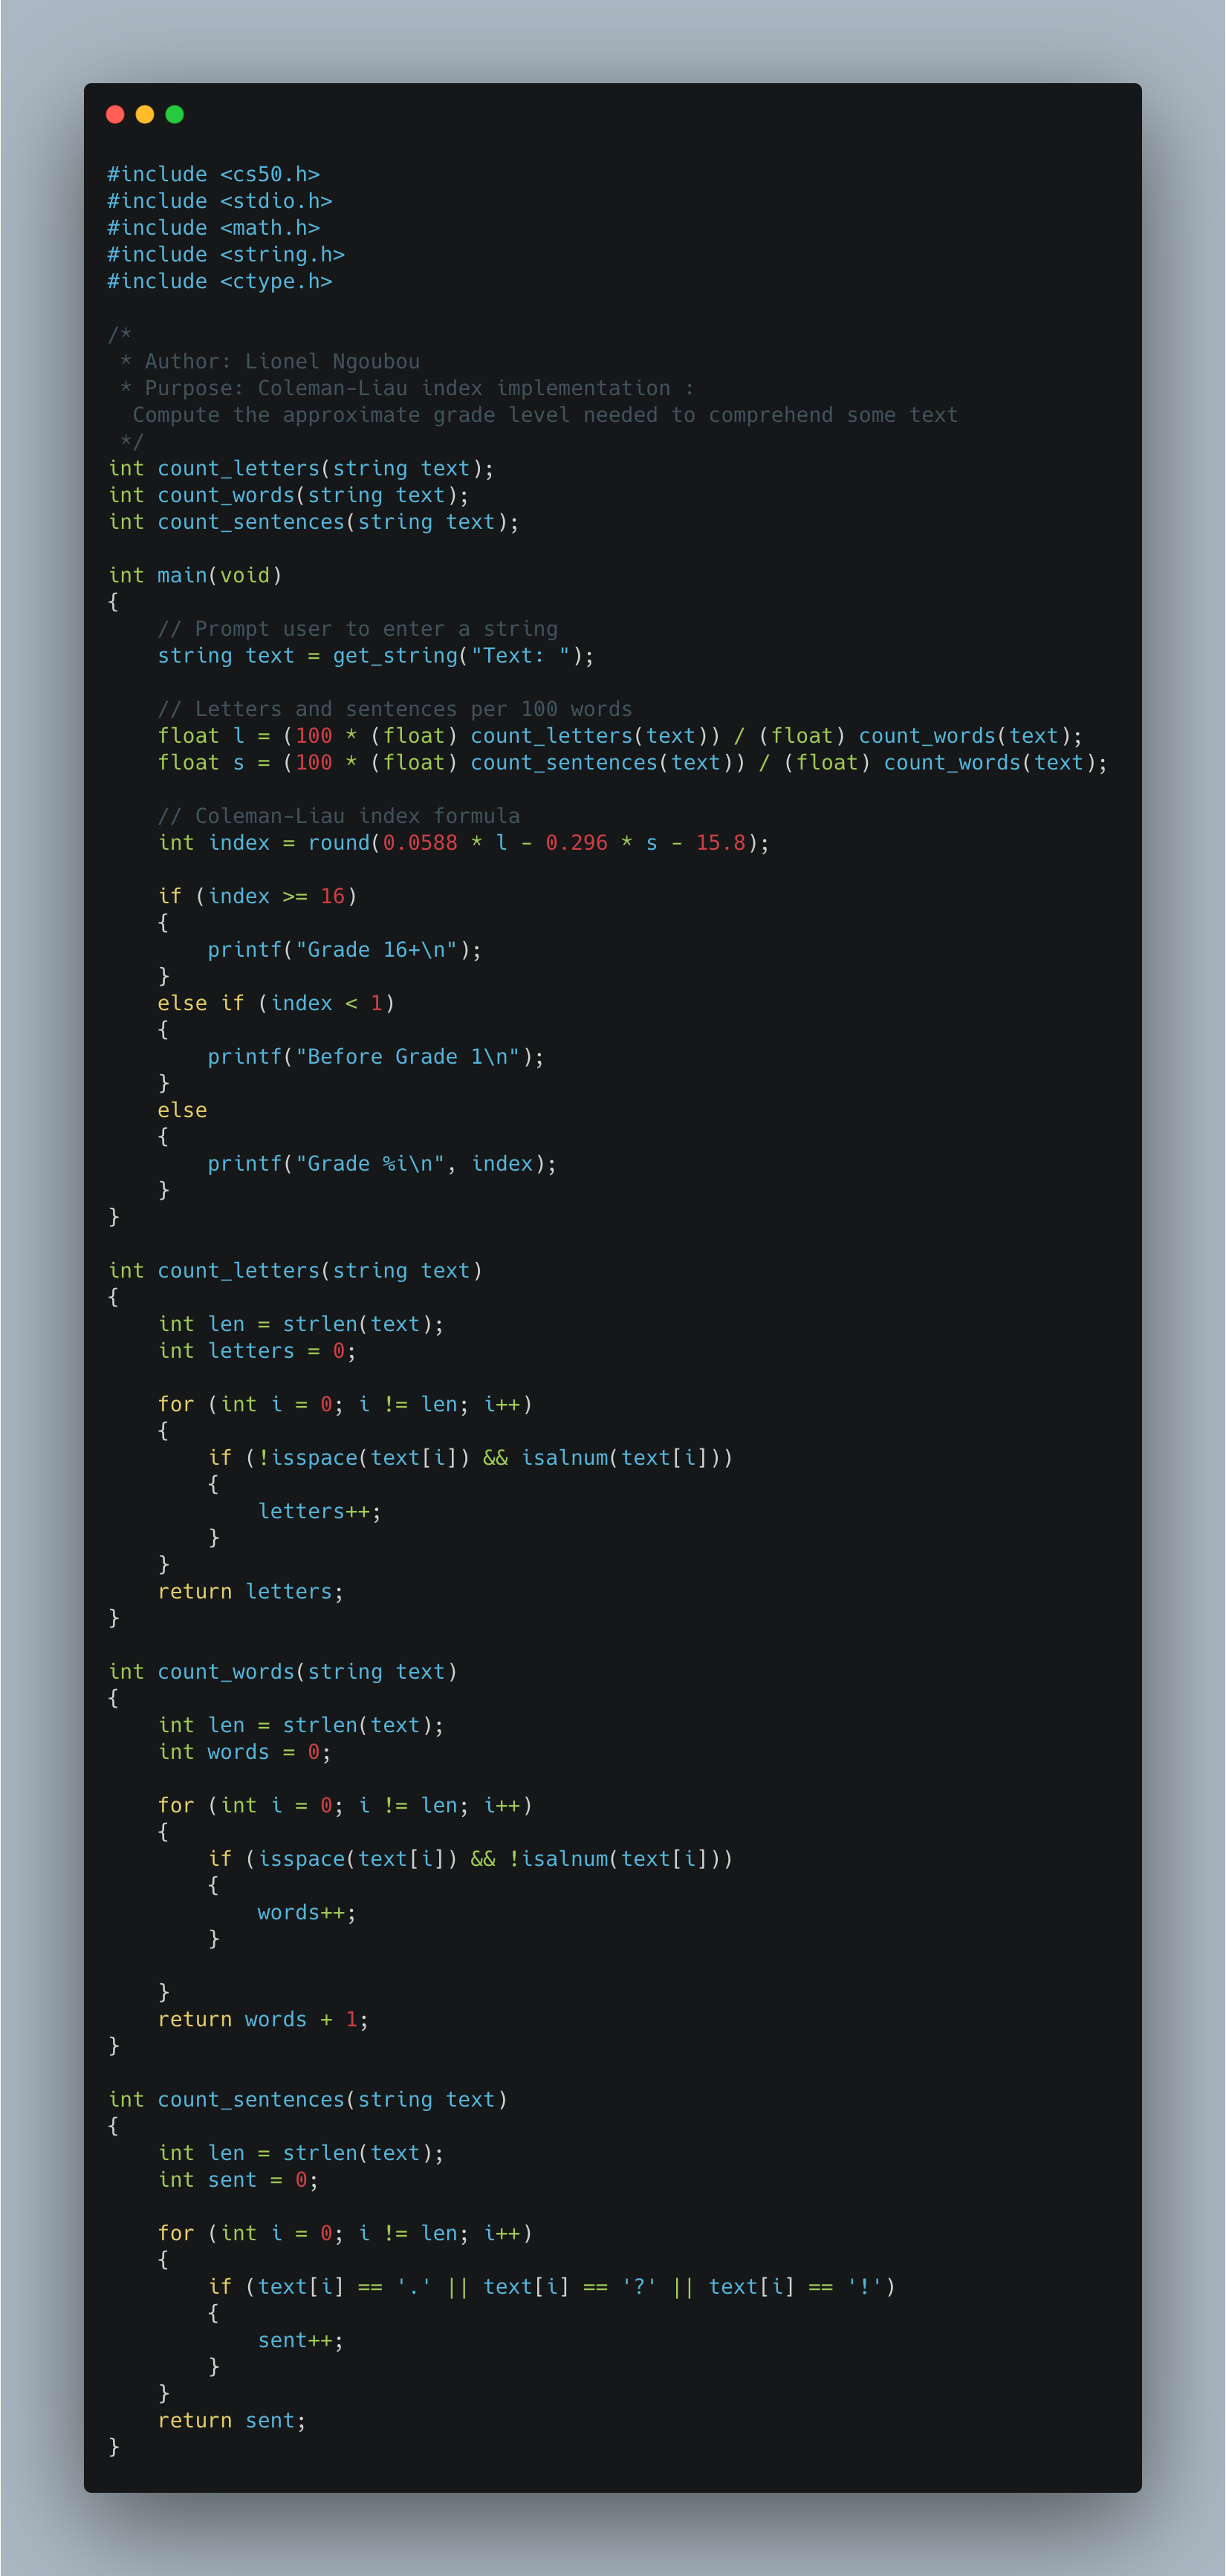 #include <cs50.h>
#include <stdio.h>
#include <math.h>
#include <string.h>
#include <ctype.h>

/*
 * Author: Lionel Ngoubou
 * Purpose: Coleman-Liau index implementation :
  Compute the approximate grade level needed to comprehend some text
 */
int count_letters(string text);
int count_words(string text);
int count_sentences(string text);

int main(void)
{
    // Prompt user to enter a string
    string text = get_string("Text: ");

    // Letters and sentences per 100 words
    float l = (100 * (float) count_letters(text)) / (float) count_words(text);
    float s = (100 * (float) count_sentences(text)) / (float) count_words(text);

    // Coleman-Liau index formula
    int index = round(0.0588 * l - 0.296 * s - 15.8);

    if (index >= 16)
    {
        printf("Grade 16+\n");
    }
    else if (index < 1)
    {
        printf("Before Grade 1\n");
    }
    else
    {
        printf("Grade %i\n", index);
    }
}

int count_letters(string text)
{
    int len = strlen(text);
    int letters = 0;

    for (int i = 0; i != len; i++)
    {
        if (!isspace(text[i]) && isalnum(text[i]))
        {
            letters++;
        }
    }
    return letters;
}

int count_words(string text)
{
    int len = strlen(text);
    int words = 0;

    for (int i = 0; i != len; i++)
    {
        if (isspace(text[i]) && !isalnum(text[i]))
        {
            words++;
        }

    }
    return words + 1;
}

int count_sentences(string text)
{
    int len = strlen(text);
    int sent = 0;

    for (int i = 0; i != len; i++)
    {
        if (text[i] == '.' || text[i] == '?' || text[i] == '!')
        {
            sent++;
        }
    }
    return sent;
}